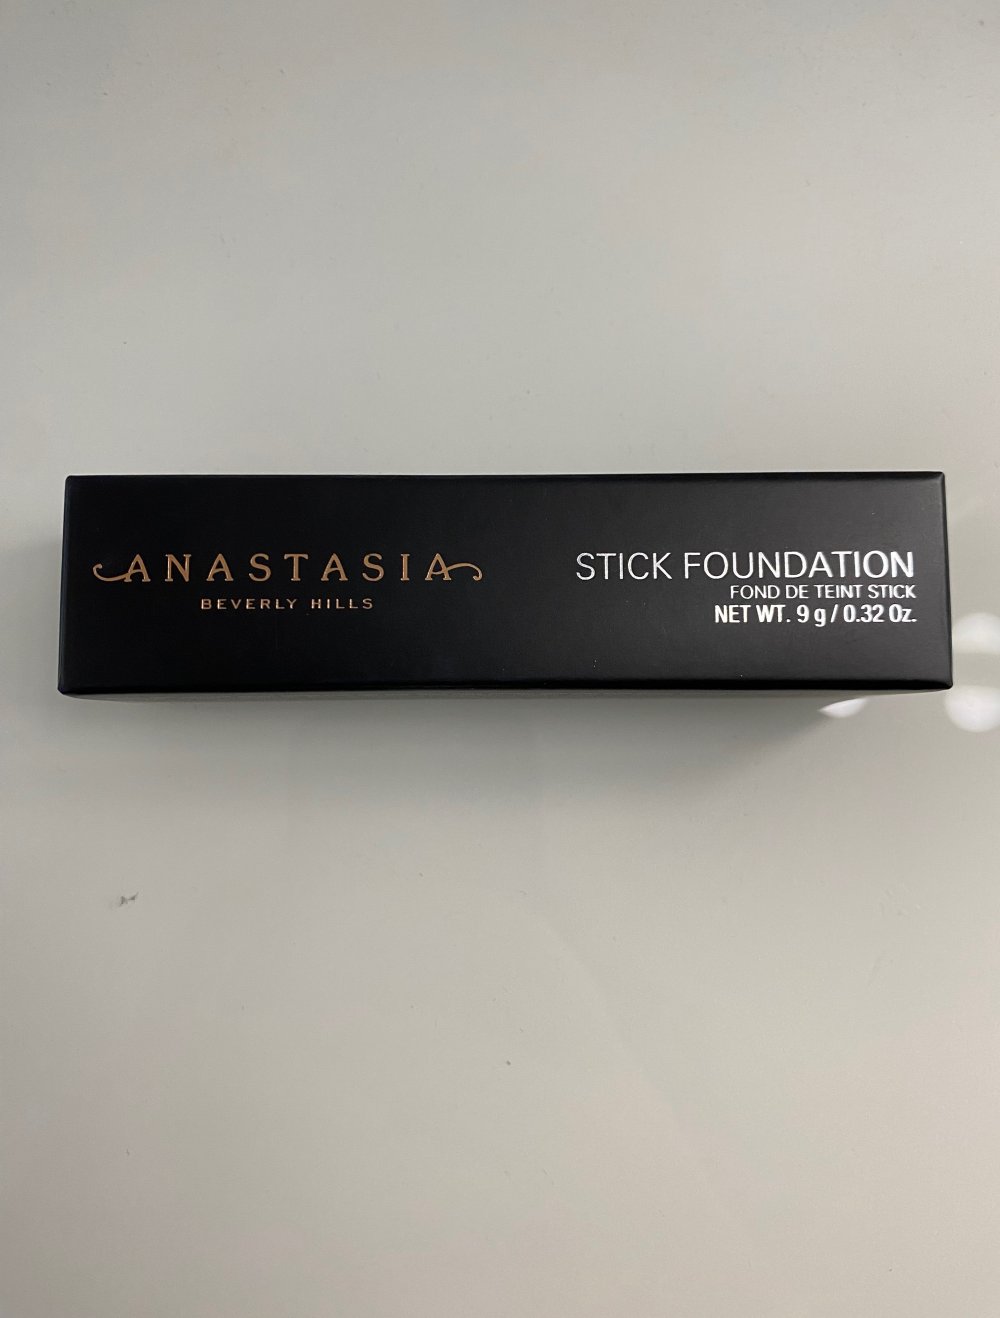 ANASTASIA
BEVERLY HILLS
STICK FOUNDATION
FOND DE TEINT STICK
NET WT. 9 g / 0.32 Oz.